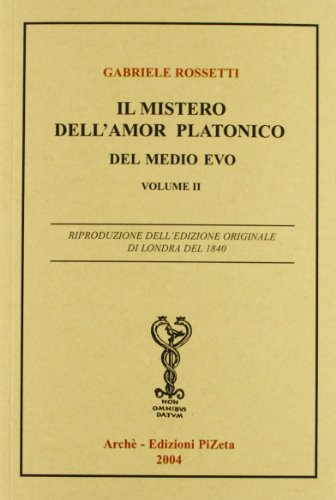 GABRIELE ROSSETTI
IL MISTERO
DELL'AMOR PLATONICO
DEL MEDIO EVO
VOLUME II
RIPRODUZIONE DELL'EDIZIONE ORIGINALE
DI LONDRA DEL 1840
NON
OMNIBVS
DATVM
Archè - Edizioni PiZeta
2004